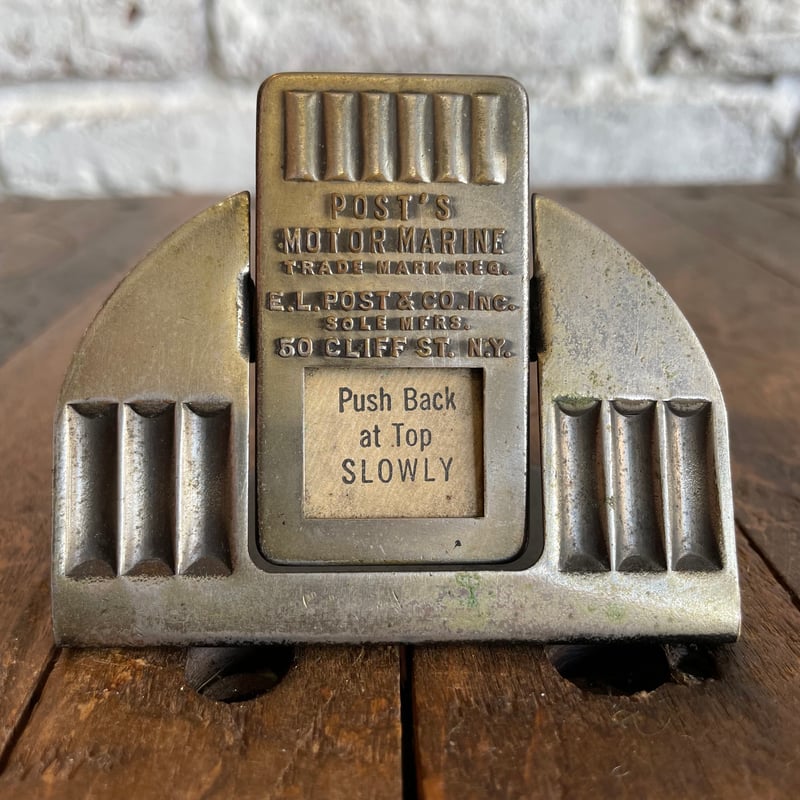 POST'S
MOTOR MARINE
TRADE MARK REG.
E.L. POST & CO. INC.
SOLE MFRS.
50 CLIFF ST. N.Y.
Push Back
at Top
SLOWLY